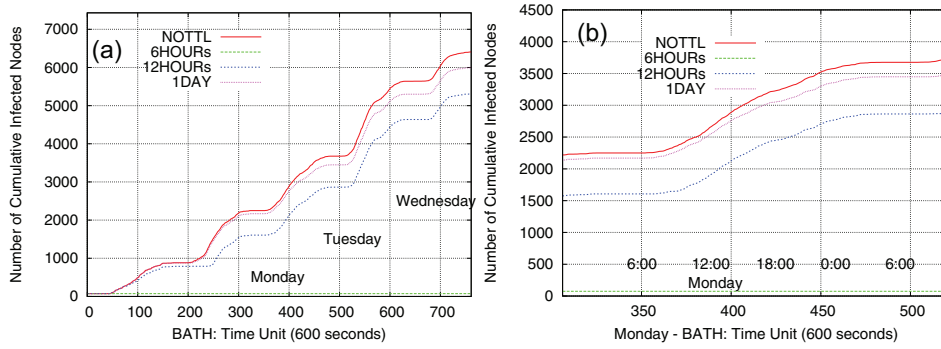 (a)
Number of Cumulative Infected Nodes
7000
6000
5000
4000
3000
2000
1000
0
NOTTL
6HOURs
12HOURs
1DAY
Wednesday
Tuesday
Monday
0 100 200 300 400 500 600 700
BATH: Time Unit (600 seconds)
(b)
Number of Cumulative Infected Nodes
4500
4000
3500
3000
2500
2000
1500
1000
500
0
NOTTL
6HOURs
12HOURs
1DAY
6:00 12:00 18:00 0:00 6:00
Monday
350 400 450 500
Monday - BATH: Time Unit (600 seconds)